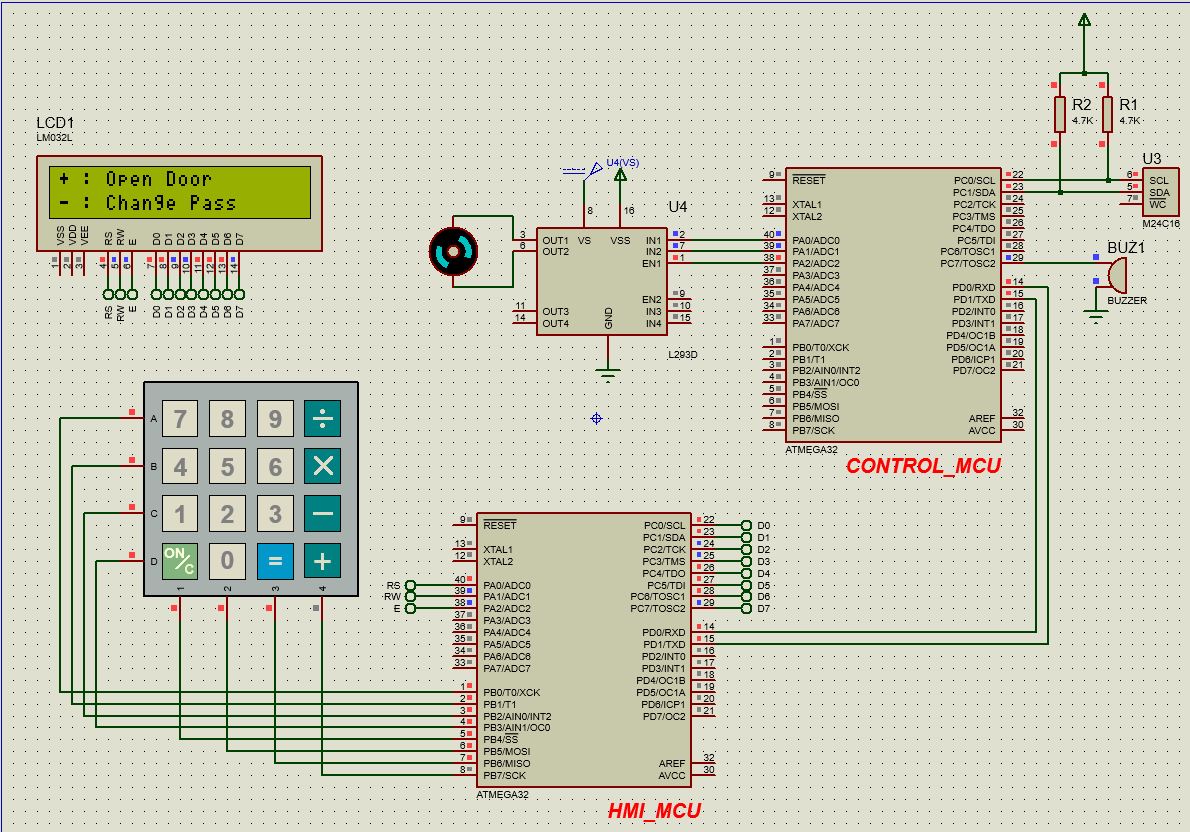 LCD1
LM032L
+ : Open Door
- : Change Pass
VSS VDD VEE RS RW E D0 D1 D2 D3 D4 D5 D6 D7
1 2 3 4 5 6 7 8 9 10 11 12 13 14
RS RW E D0 D1 D2 D3 D4 D5 D6 D7
U4(VS)
8 16
U4
3 OUT1 VS VSS IN1 2
6 OUT2 IN2 7
EN1 1
EN2 9
11 OUT3 IN3 10
14 OUT4 GND IN4 15
L293D
R2
4.7K
R1
4.7K
U3
6 SCL
5 SDA
7 WC
M24C16
BUZ1
BUZZER
9 RESET PC0/SCL 22
PC1/SDA 23
13 XTAL1 PC2/TCK 24
12 XTAL2 PC3/TMS 25
PC4/TDO 26
40 PA0/ADC0 PC5/TDI 27
39 PA1/ADC1 PC6/TOSC1 28
38 PA2/ADC2 PC7/TOSC2 29
37 PA3/ADC3
36 PA4/ADC4 PD0/RXD 14
35 PA5/ADC5 PD1/TXD 15
34 PA6/ADC6 PD2/INT0 16
33 PA7/ADC7 PD3/INT1 17
PD4/OC1B 18
1 PB0/T0/XCK PD5/OC1A 19
2 PB1/T1 PD6/ICP1 20
3 PB2/AIN0/INT2 PD7/OC2 21
4 PB3/AIN1/OC0
5 PB4/SS
6 PB5/MOSI
7 PB6/MISO AREF 32
8 PB7/SCK AVCC 30
ATMEGA32
CONTROL_MCU
A 7 8 9 ÷
B 4 5 6 ×
C 1 2 3 −
D ON/C 0 = +
1 2 3 4
9 RESET PC0/SCL 22 D0
PC1/SDA 23 D1
13 XTAL1 PC2/TCK 24 D2
12 XTAL2 PC3/TMS 25 D3
PC4/TDO 26 D4
RS 40 PA0/ADC0 PC5/TDI 27 D5
RW 39 PA1/ADC1 PC6/TOSC1 28 D6
E 38 PA2/ADC2 PC7/TOSC2 29 D7
37 PA3/ADC3
36 PA4/ADC4 PD0/RXD 14
35 PA5/ADC5 PD1/TXD 15
34 PA6/ADC6 PD2/INT0 16
33 PA7/ADC7 PD3/INT1 17
PD4/OC1B 18
1 PB0/T0/XCK PD5/OC1A 19
2 PB1/T1 PD6/ICP1 20
3 PB2/AIN0/INT2 PD7/OC2 21
4 PB3/AIN1/OC0
5 PB4/SS
6 PB5/MOSI
7 PB6/MISO AREF 32
8 PB7/SCK AVCC 30
ATMEGA32
HMI_MCU